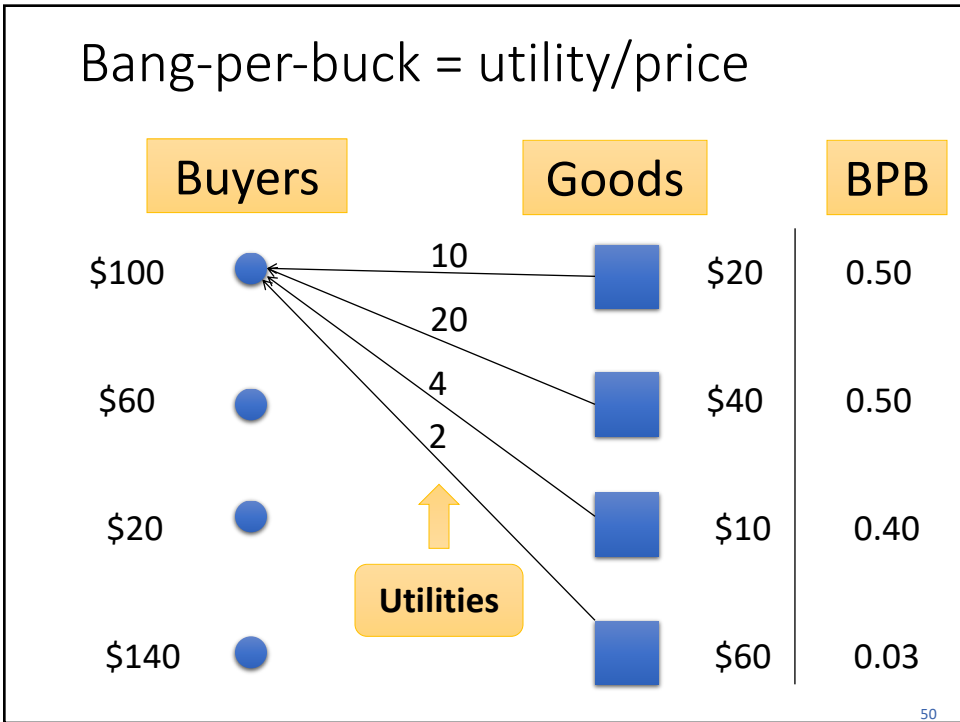 Bang-per-buck = utility/price
Buyers Goods BPB
$100 10 $20 0.50
20
$60 4 $40 0.50
2
$20 $10 0.40
Utilities
$140 $60 0.03
50